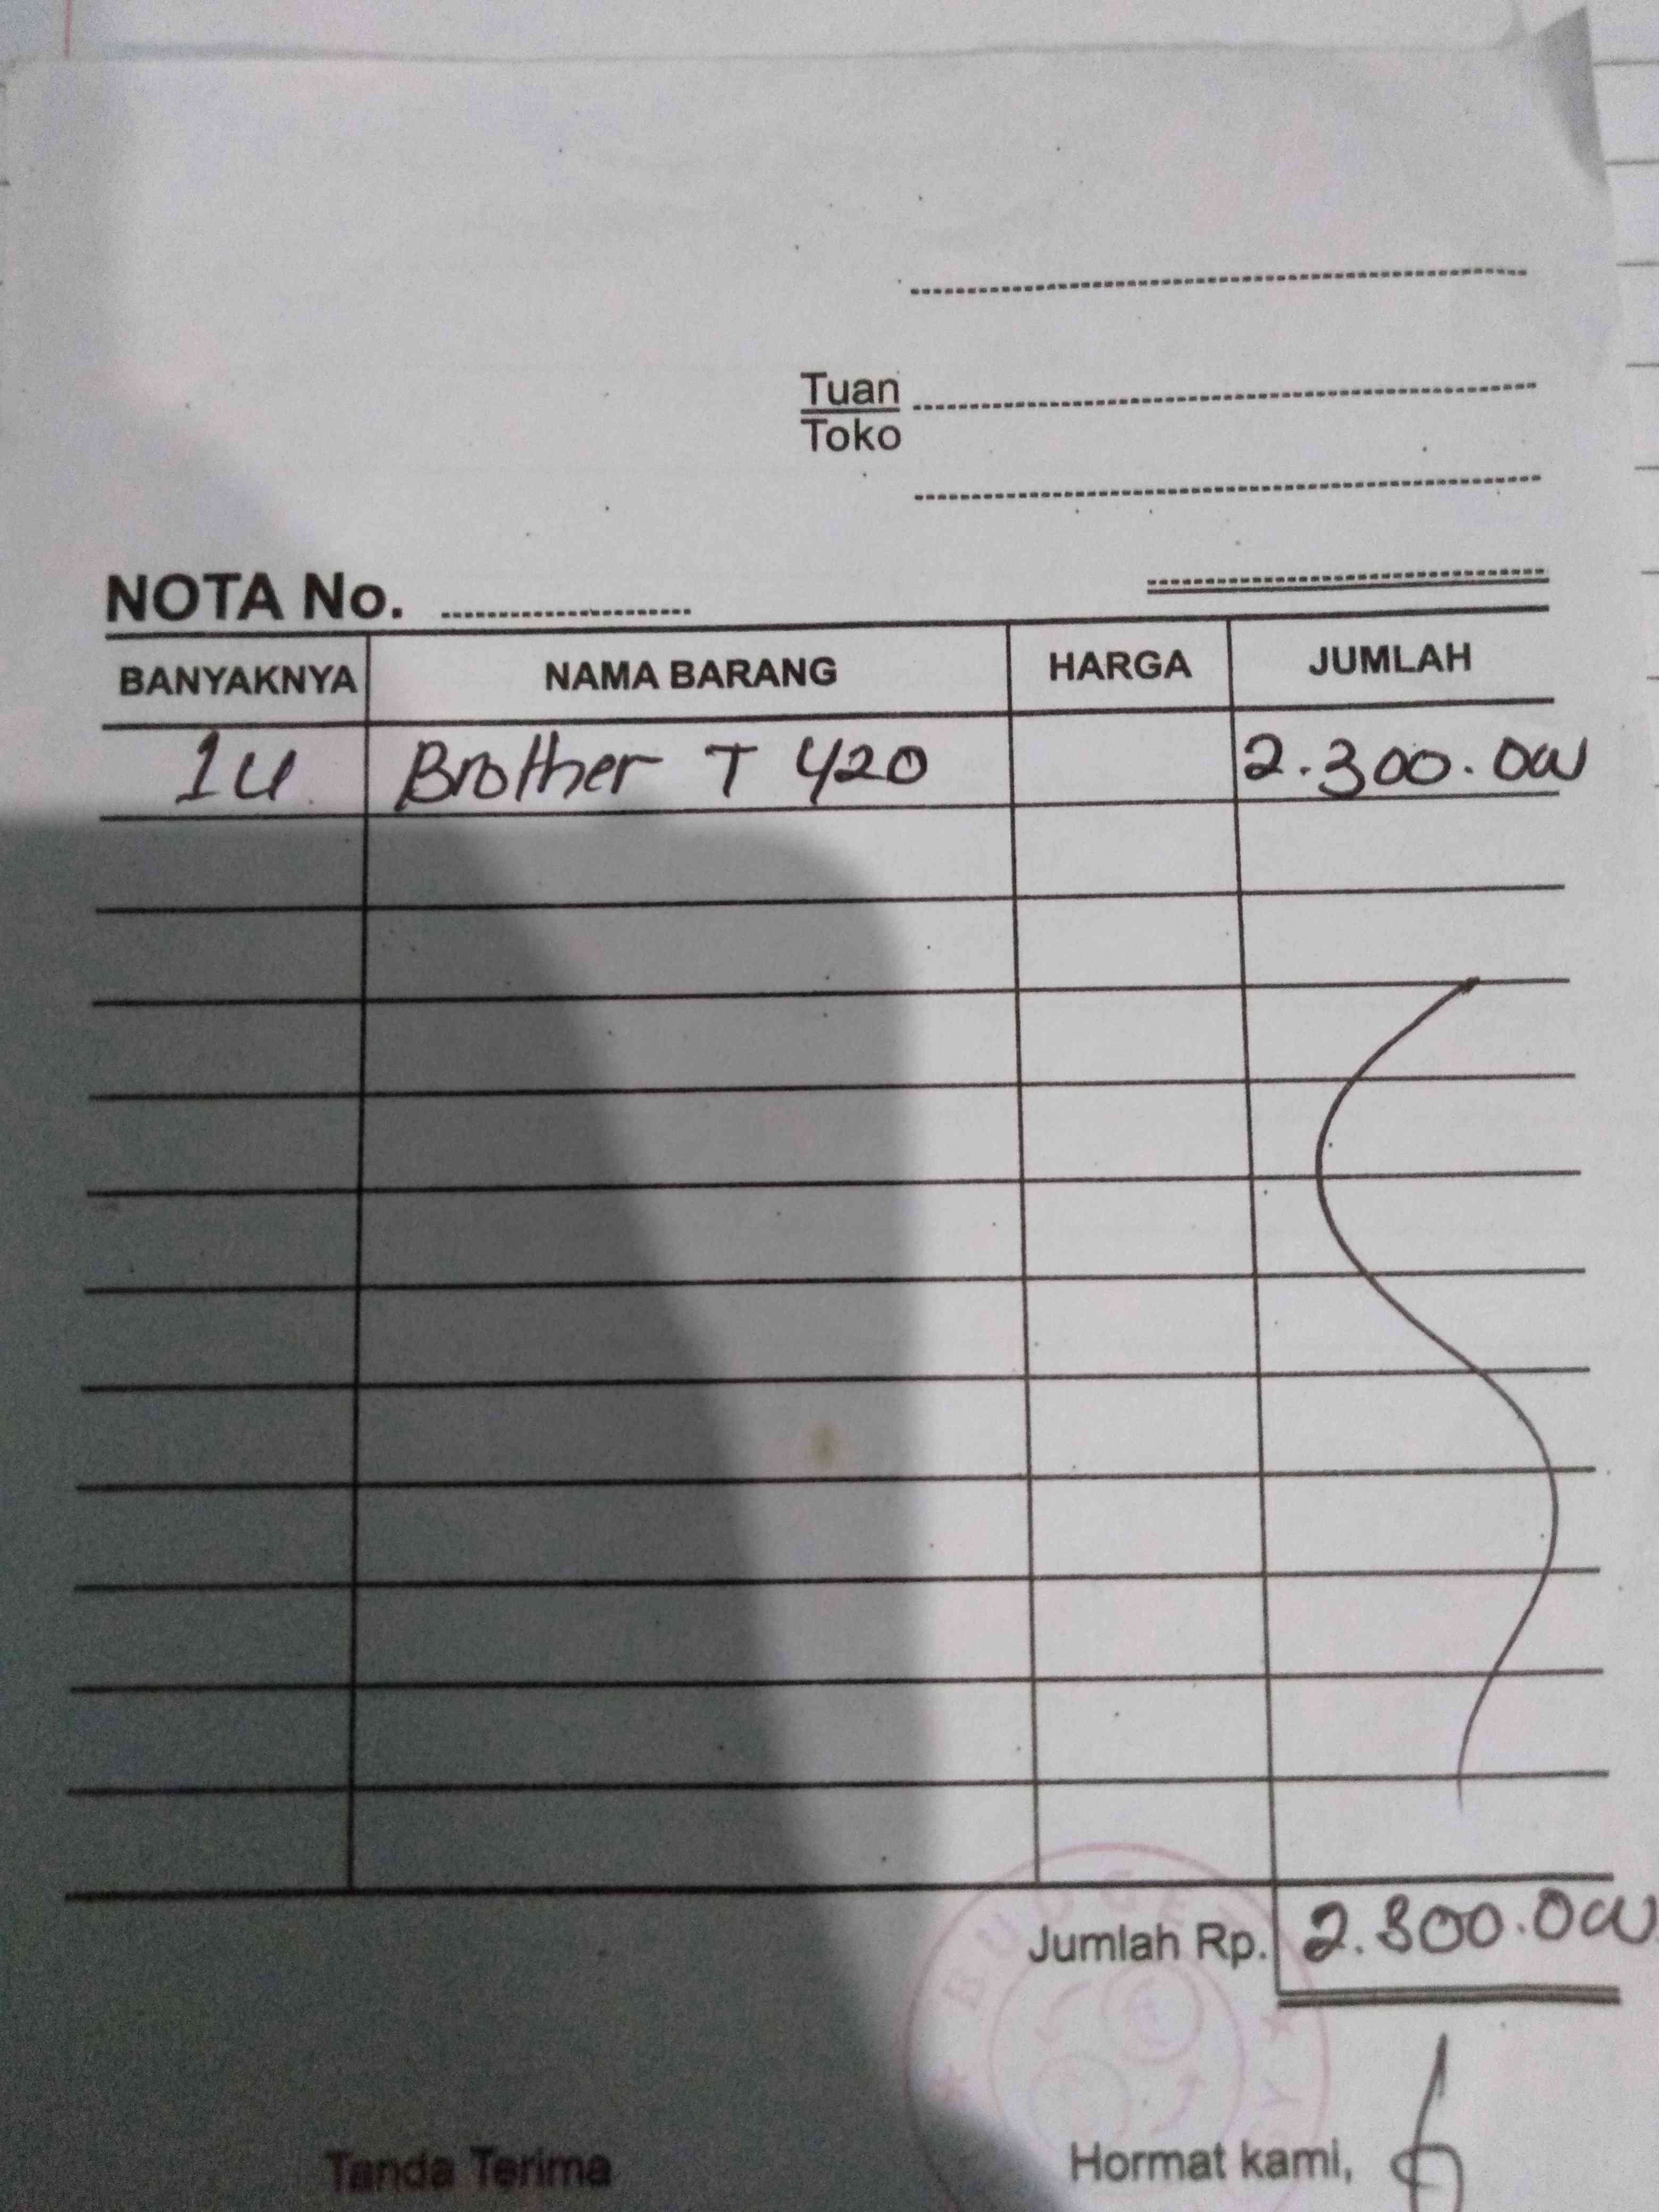 Tuan
Toko
NOTA No.
BANYAKNYA NAMA BARANG HARGA JUMLAH
1 U Brother T 420 2.300.000
Jumlah Rp. 2.300.000
Tanda Terima Hormat kami,